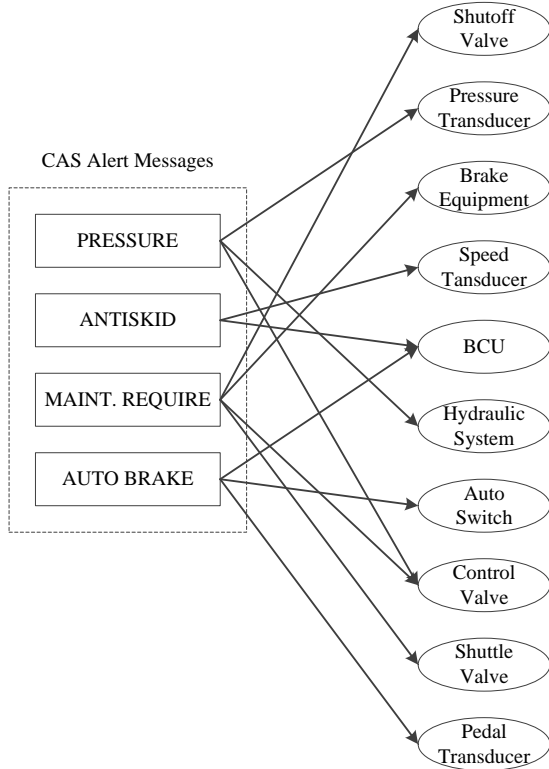 CAS Alert Messages
PRESSURE
ANTISKID
MAINT. REQUIRE
AUTO BRAKE
Shutoff
Valve
Pressure
Transducer
Brake
Equipment
Speed
Tansducer
BCU
Hydraulic
System
Auto
Switch
Control
Valve
Shuttle
Valve
Pedal
Transducer